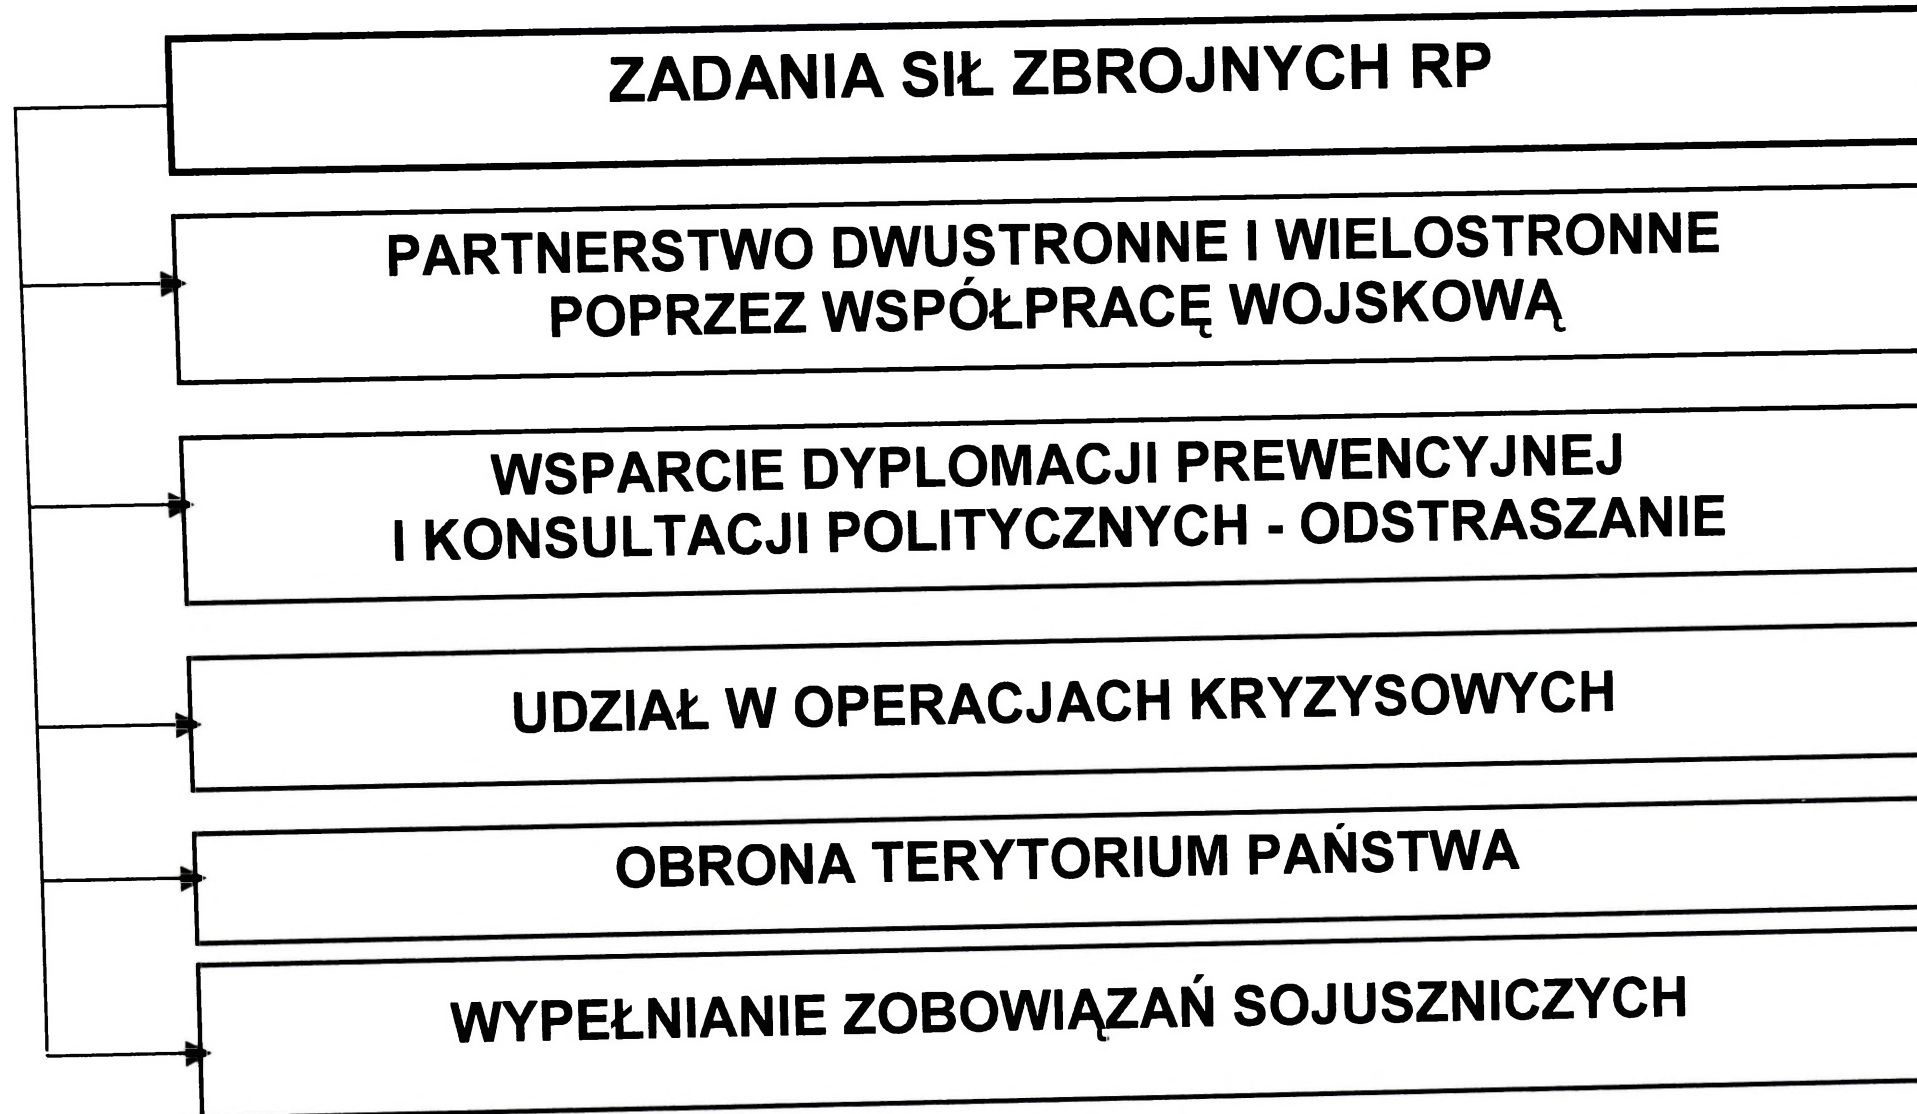 ZADANIA SIŁ ZBROJNYCH RP
PARTNERSTWO DWUSTRONNE I WIELOSTRONNE
POPRZEZ WSPÓŁPRACĘ WOJSKOWĄ
WSPARCIE DYPLOMACJI PREWENCYJNEJ
I KONSULTACJI POLITYCZNYCH - ODSTRASZANIE
UDZIAŁ W OPERACJACH KRYZYSOWYCH
OBRONA TERYTORIUM PAŃSTWA
WYPEŁNIANIE ZOBOWIĄZAŃ SOJUSZNICZYCH